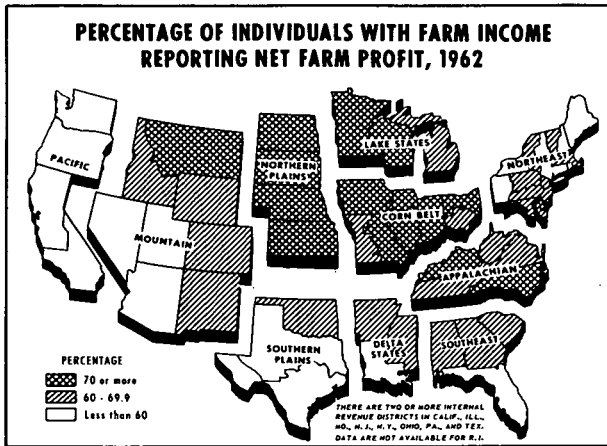 PERCENTAGE OF INDIVIDUALS WITH FARM INCOME
REPORTING NET FARM PROFIT, 1962
PACIFIC
MOUNTAIN
NORTHERN
PLAINS
LAKE STATES
CORN BELT
NORTHEAST
APPALACHIAN
SOUTHERN
PLAINS
DELTA
STATES
SOUTHEAST
PERCENTAGE
70 or more
60 - 69.9
Less than 60
THERE ARE TWO OR MORE INTERNAL
REVENUE DISTRICTS IN CALIF., ILL.,
MO., N. J., N.Y., OHIO, PA., AND TEX.
DATA ARE NOT AVAILABLE FOR R.I.